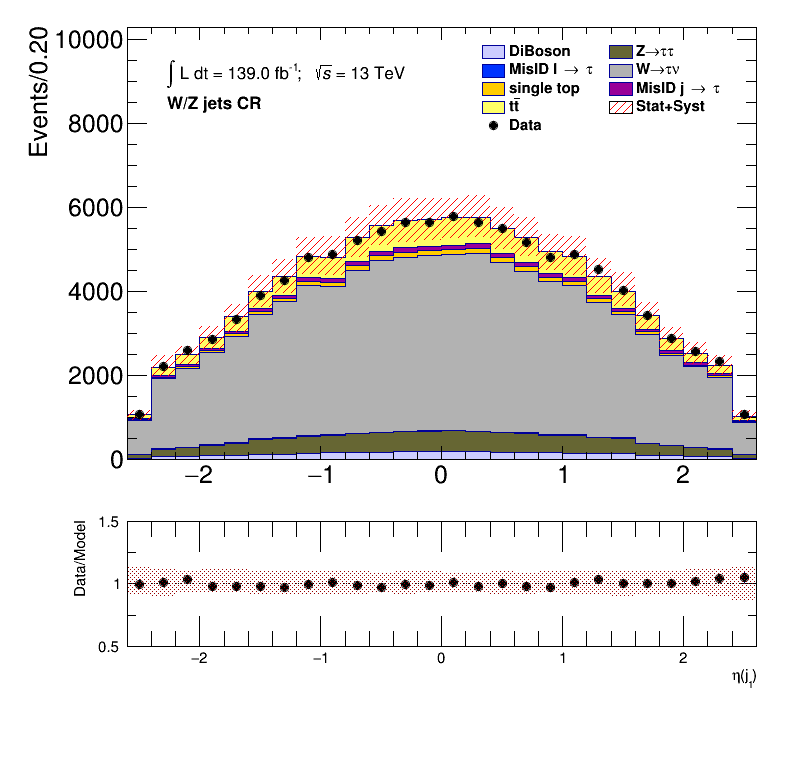 Events/0.20
10000
8000
6000
4000
2000
0
∫ L dt = 139.0 fb⁻¹; √s = 13 TeV
W/Z jets CR
DiBoson
Z→ττ
MisID l → τ
W→τν
single top
MisID j → τ
tt̄
Stat+Syst
Data
−2 −1 0 1 2
Data/Model
1.5
1
0.5
−2 −1 0 1 2
η(j₁)